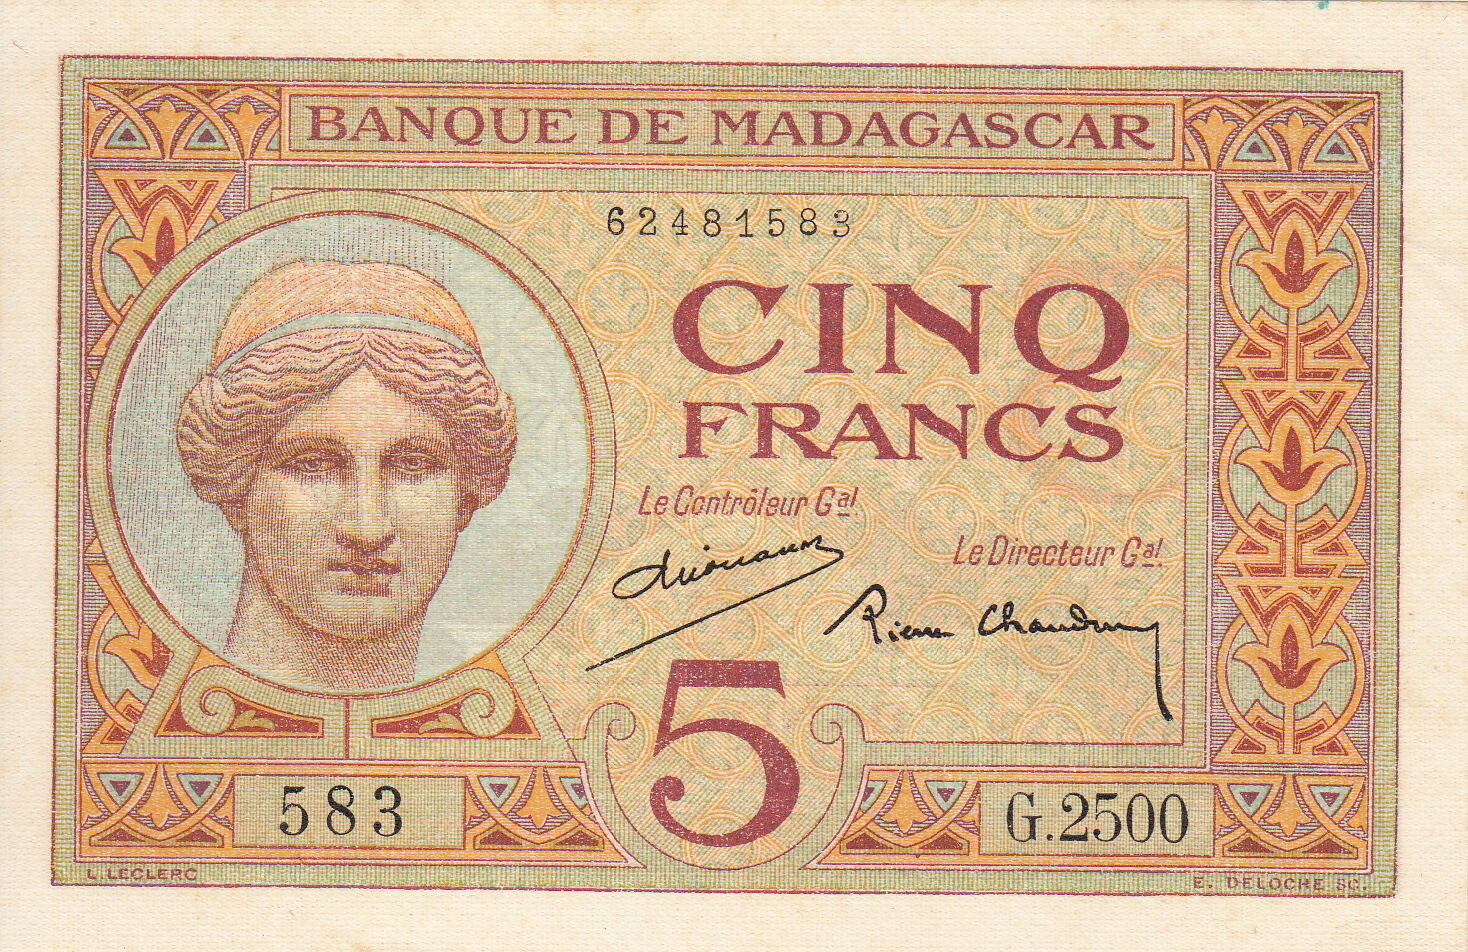 BANQUE DE MADAGASCAR
62481583
CINQ
FRANCS
Le Contrôleur Gal.
Le Directeur Gal.
5
583
G.2500
L. LECLERC
E. DELOCHE SC.